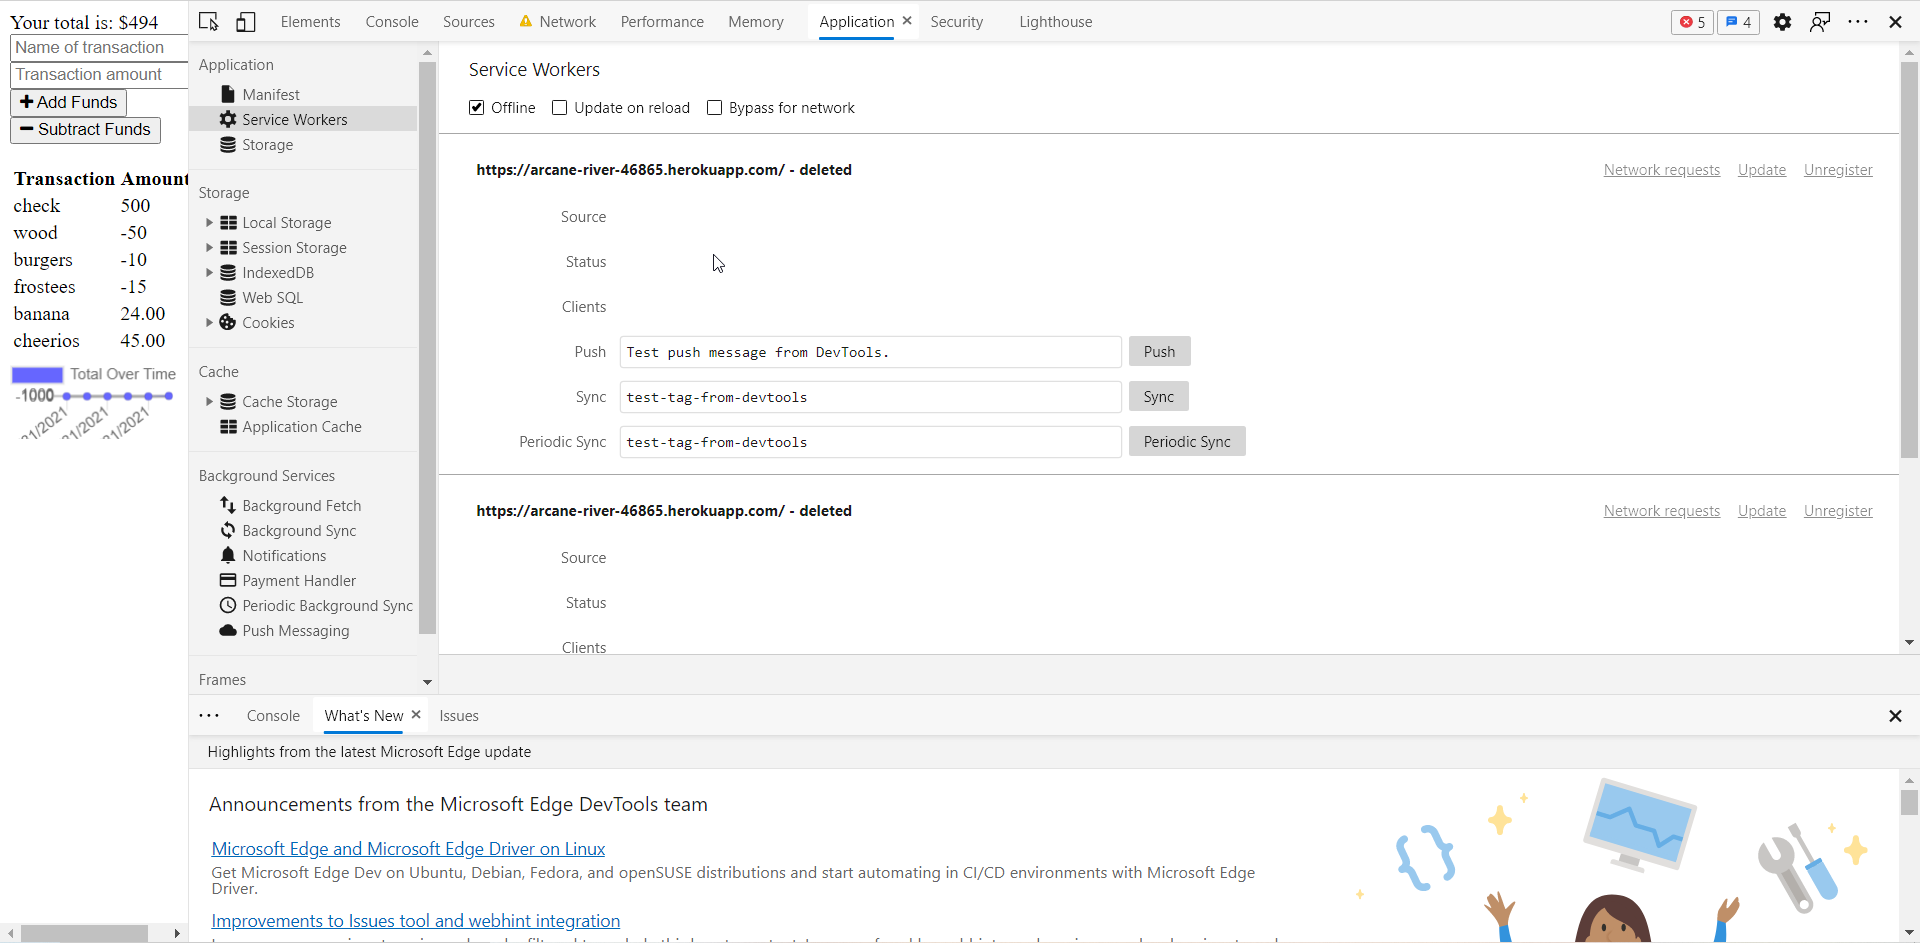 Your total is: $494
Name of transaction
Transaction amount
Add Funds
Subtract Funds
Transaction Amount
check 500
wood -50
burgers -10
frostees -15
banana 24.00
cheerios 45.00
Total Over Time
-1000
/2021 /2021 /2021
Elements Console Sources Network Performance Memory Application Security Lighthouse 5 4
Application
Manifest
Service Workers
Storage
Storage
Local Storage
Session Storage
IndexedDB
Web SQL
Cookies
Cache
Cache Storage
Application Cache
Background Services
Background Fetch
Background Sync
Notifications
Payment Handler
Periodic Background Sync
Push Messaging
Frames
Service Workers
Offline Update on reload Bypass for network
https://arcane-river-46865.herokuapp.com/ - deleted Network requests Update Unregister
Source
Status
Clients
Push Test push message from DevTools. Push
Sync test-tag-from-devtools Sync
Periodic Sync test-tag-from-devtools Periodic Sync
https://arcane-river-46865.herokuapp.com/ - deleted Network requests Update Unregister
Source
Status
Clients
Console What's New Issues
Highlights from the latest Microsoft Edge update
Announcements from the Microsoft Edge DevTools team
Microsoft Edge and Microsoft Edge Driver on Linux
Get Microsoft Edge Dev on Ubuntu, Debian, Fedora, and openSUSE distributions and start automating in CI/CD environments with Microsoft Edge
Driver.
Improvements to Issues tool and webhint integration